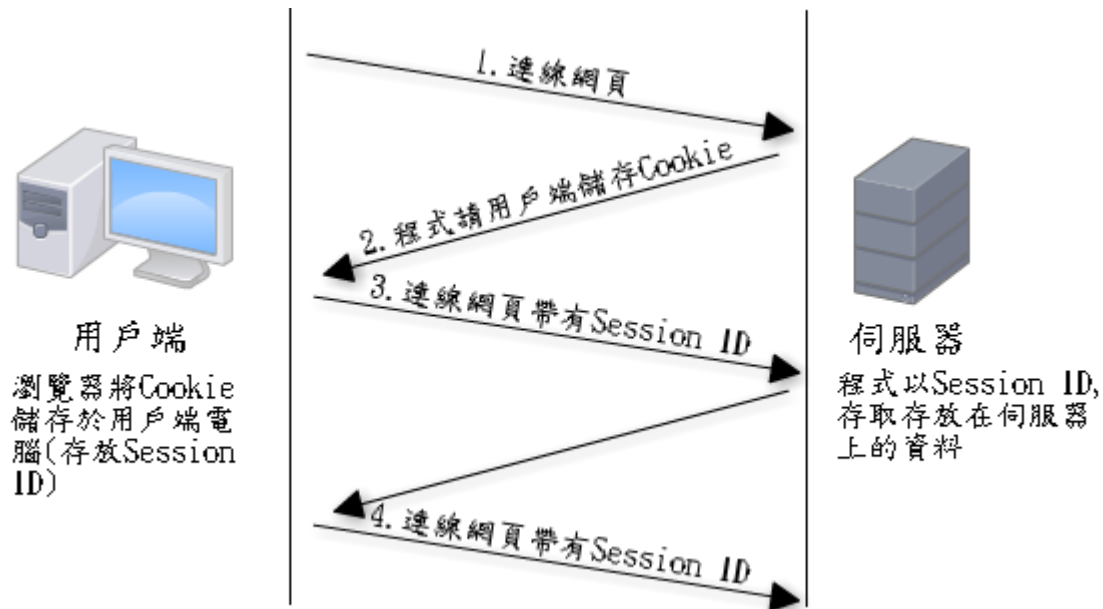 1.連線網頁
2.程式請用戶端儲存Cookie
3.連線網頁帶有Session ID
4.連線網頁帶有Session ID
用戶端
瀏覽器將Cookie
儲存於用戶端電
腦(存放Session
ID)
伺服器
程式以Session ID,
存取存放在伺服器
上的資料